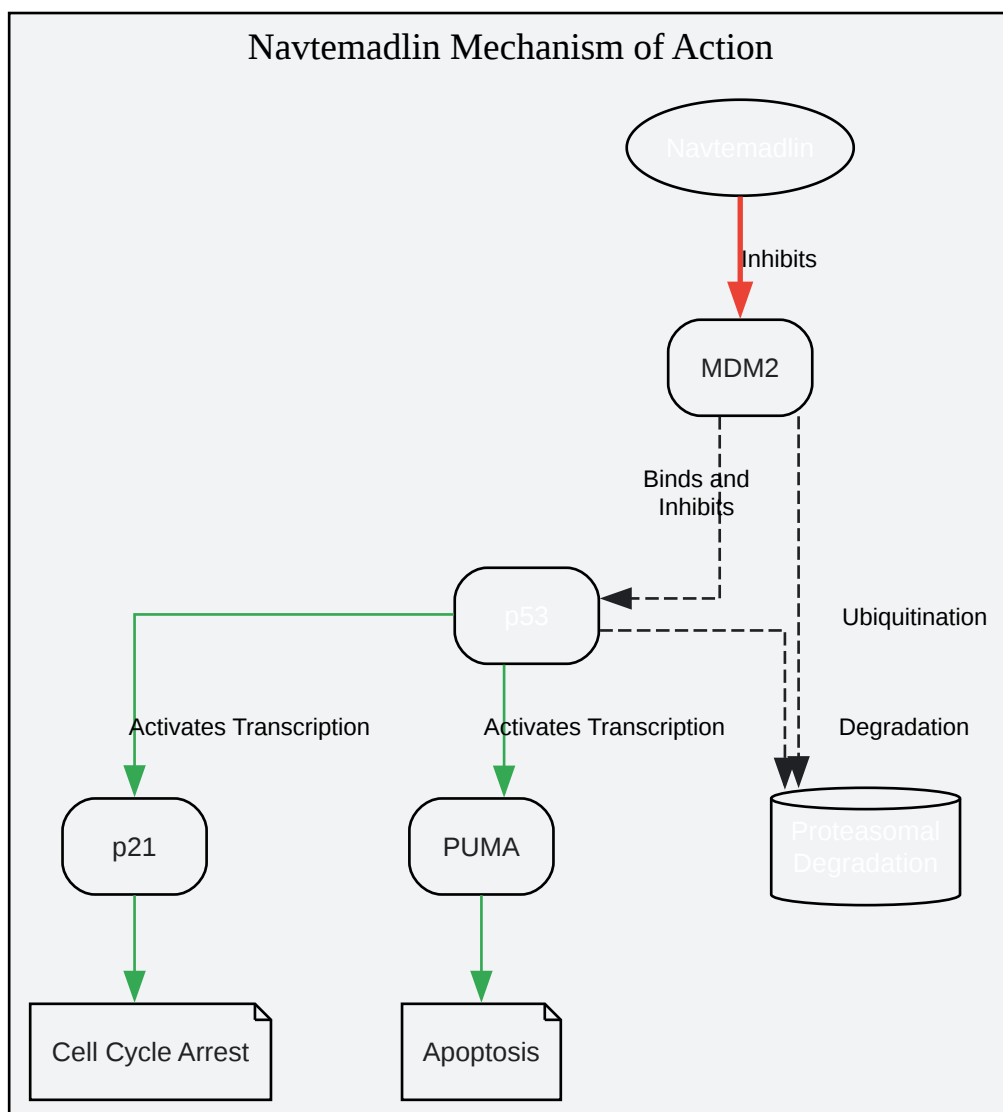 Navtemadlin Mechanism of Action
Navtemadlin
Inhibits
MDM2
Binds and
Inhibits
p53
Ubiquitination
Activates Transcription
Activates Transcription
Degradation
p21
PUMA
Proteasomal
Degradation
Cell Cycle Arrest
Apoptosis